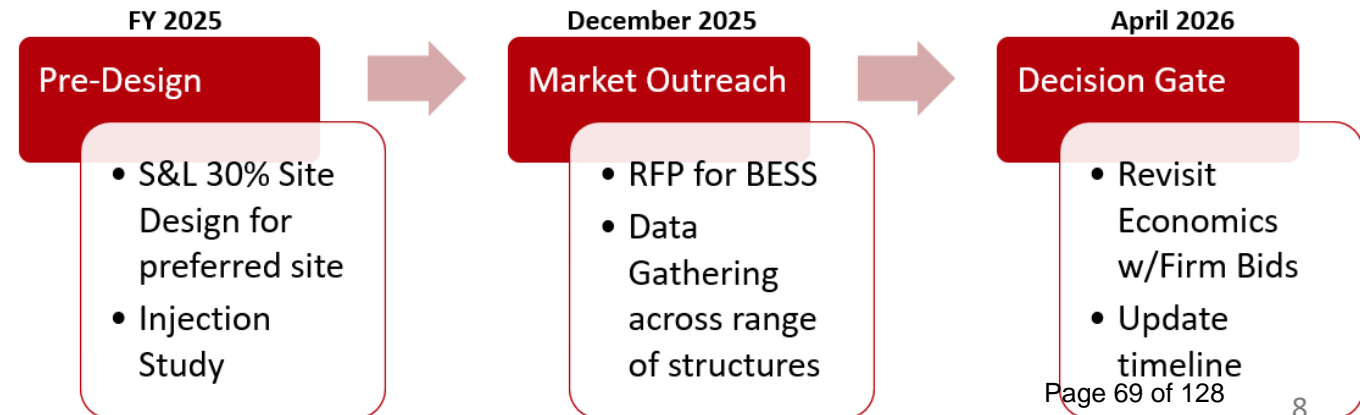 FY 2025
Pre-Design
• S&L 30% Site
Design for
preferred site
• Injection
Study
December 2025
Market Outreach
• RFP for BESS
• Data
Gathering
across range
of structures
April 2026
Decision Gate
• Revisit
Economics
w/Firm Bids
• Update
timeline
Page 69 of 128
8